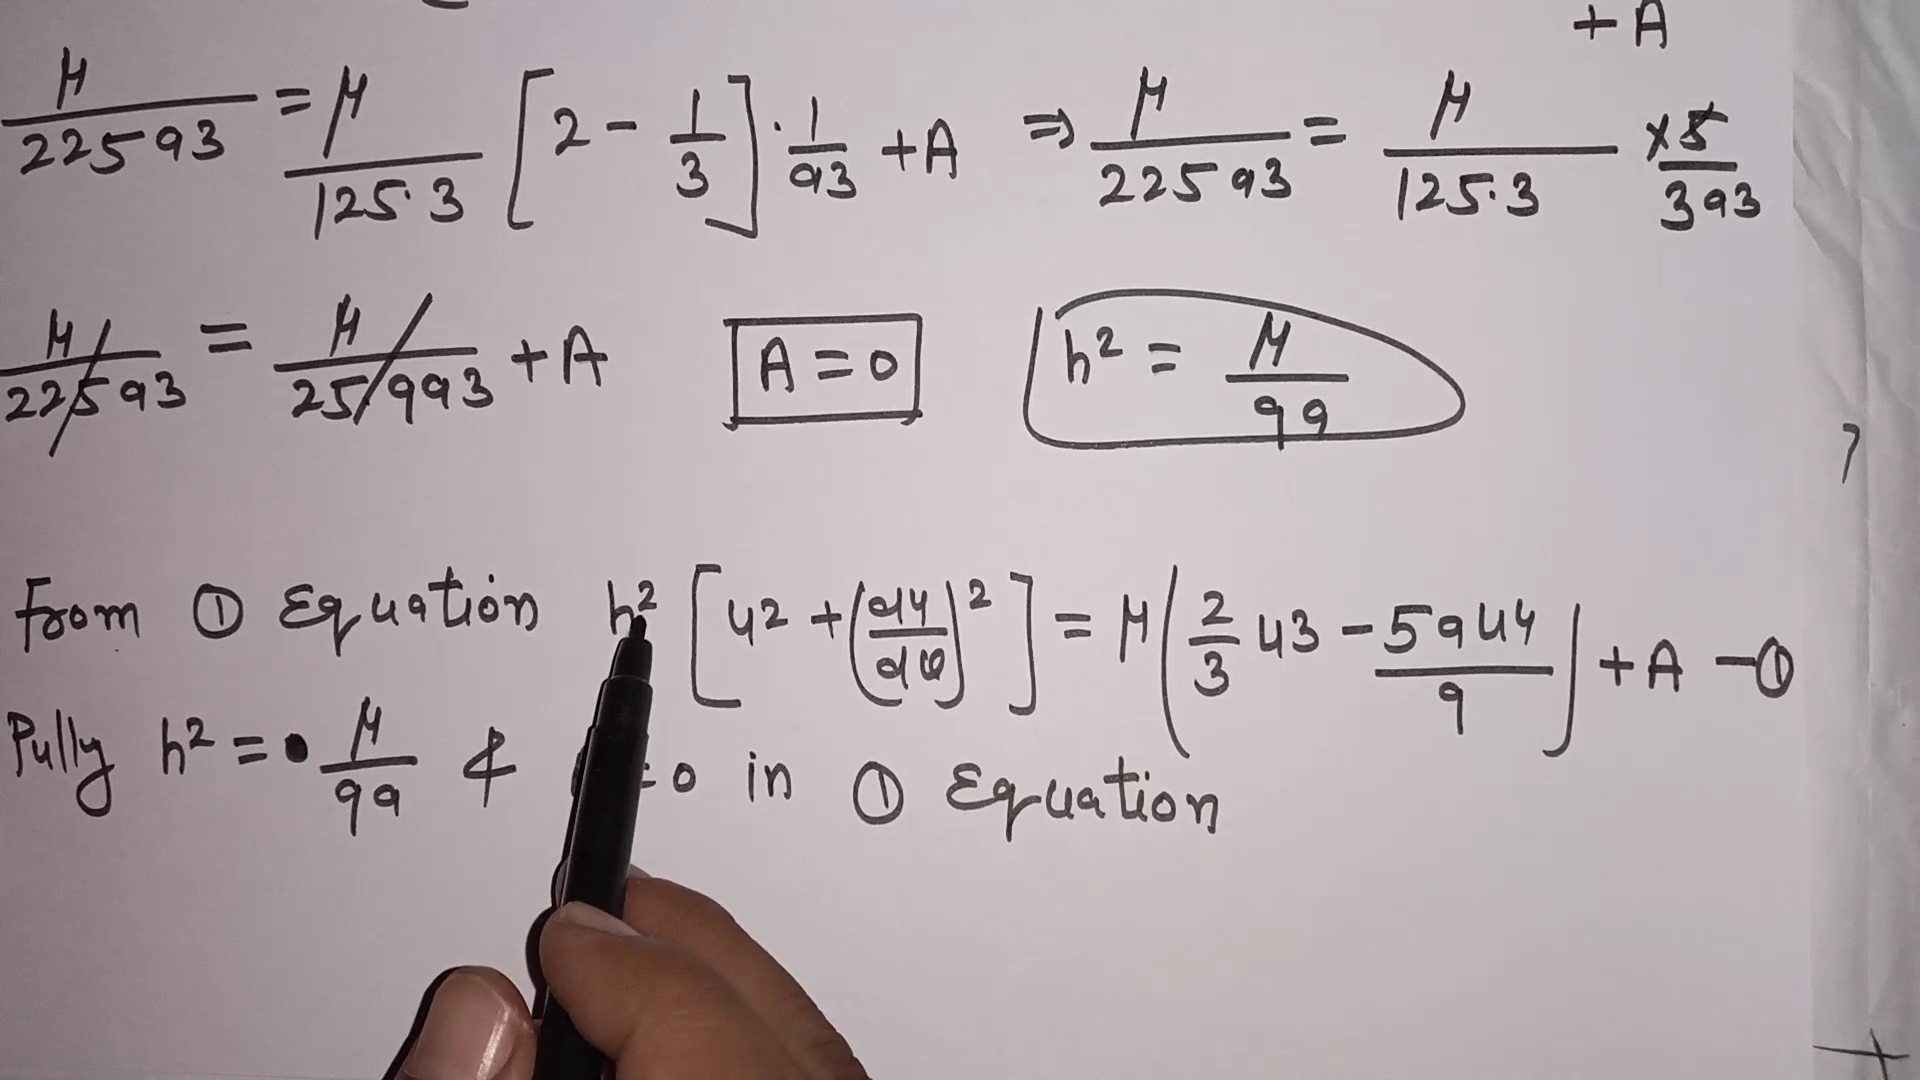 + A
μ/225a3 = μ/125·3 [2 - 1/3] · 1/a3 + A ⇒ μ/225a3 = μ/125·3 × 5/3a3
μ/225a3 = μ/25/9a3 + A A = 0 h² = μ/9a
From ① Equation h² [u² + (du/dθ)²] = μ(2/3 u3 - 5au4/9) + A - ①
Pully h² = μ/9a & =0 in ① Equation